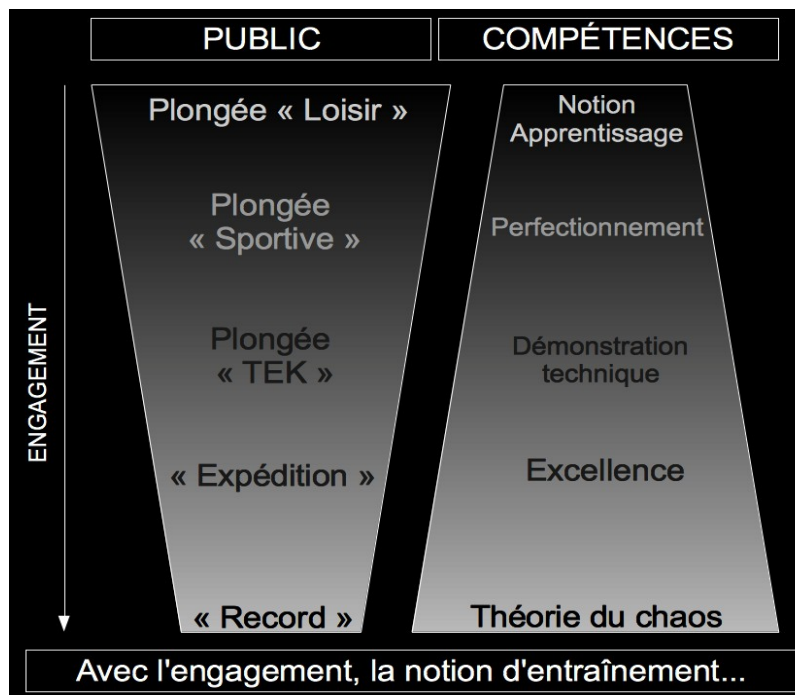 PUBLIC
COMPÉTENCES
Plongée « Loisir »
Notion
Apprentissage
Plongée
« Sportive »
Perfectionnement
Plongée
« TEK »
Démonstration
technique
« Expédition »
Excellence
« Record »
Théorie du chaos
ENGAGEMENT
Avec l'engagement, la notion d'entraînement...